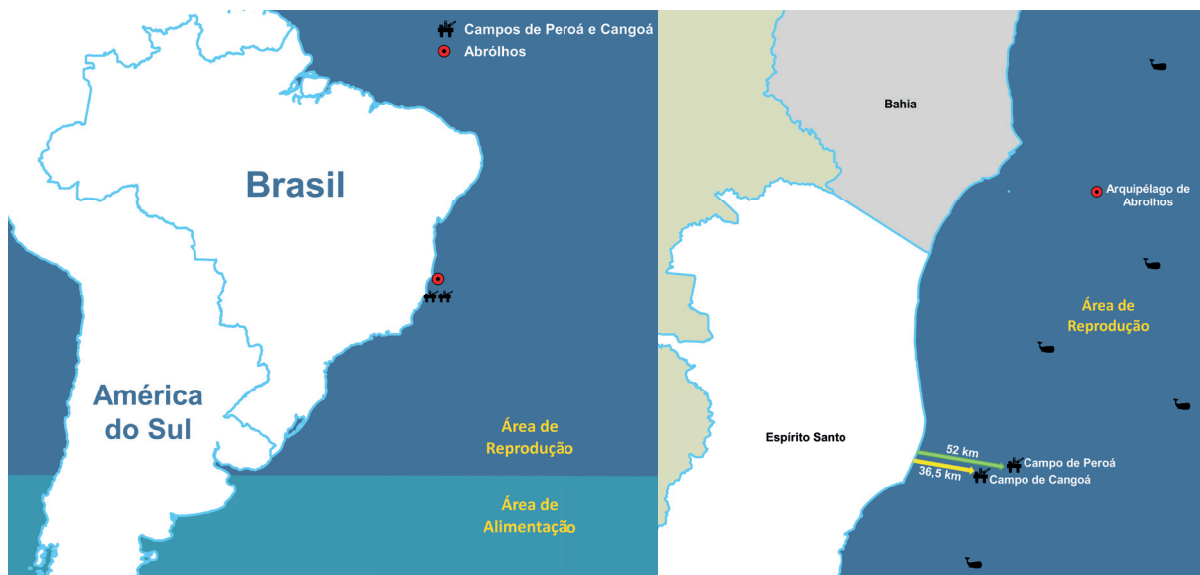 Campos de Peroá e Cangoá
Abrólhos
Brasil
América
do Sul
Área de
Reprodução
Área de
Alimentação
Bahia
Arquipélago de
Abrolhos
Área de
Reprodução
Espírito Santo
52 km
36,5 km
Campo de Peroá
Campo de Cangoá